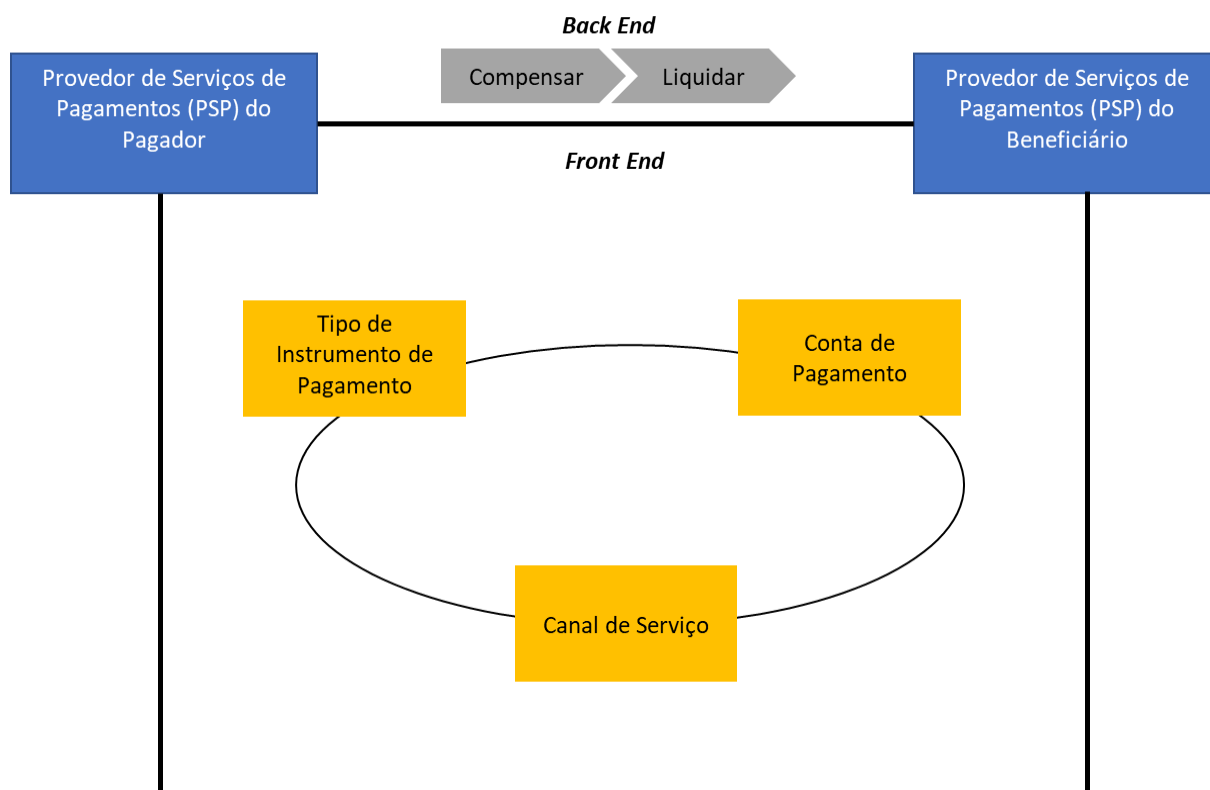 Back End
Provedor de Serviços de
Pagamentos (PSP) do
Pagador
Compensar
Liquidar
Provedor de Serviços de
Pagamentos (PSP) do
Beneficiário
Front End
Tipo de
Instrumento de
Pagamento
Conta de
Pagamento
Canal de Serviço